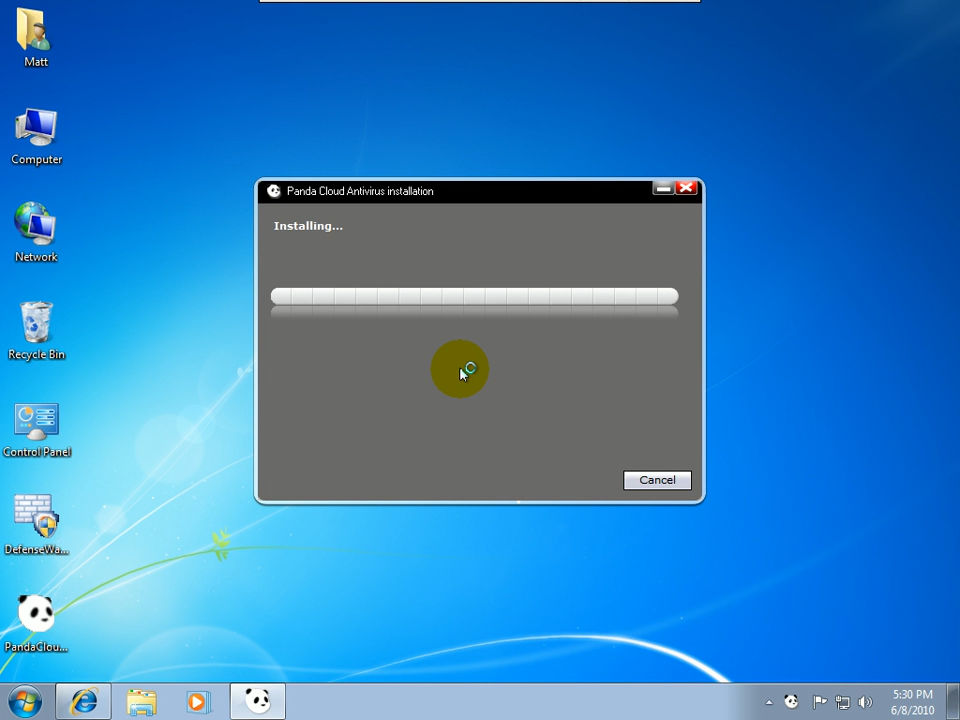 Matt
Computer
Network
Recycle Bin
Control Panel
DefenseWa...
PandaClou...
Panda Cloud Antivirus installation
Installing...
Cancel
5:30 PM
6/8/2010